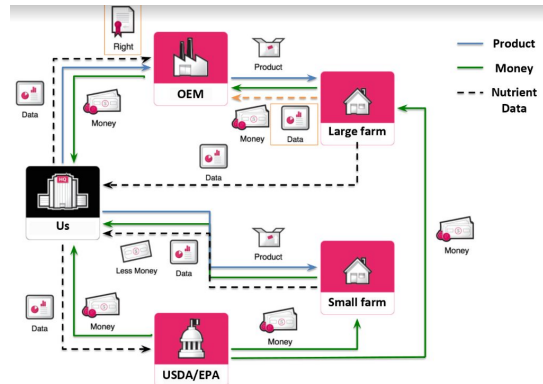 Right
Product
OEM
Product
Money
Nutrient
Data
Data
Money
Money
Data
Large farm
Data
HQ
Us
Money
Less Money
Data
Product
Small farm
Data
Money
Money
USDA/EPA